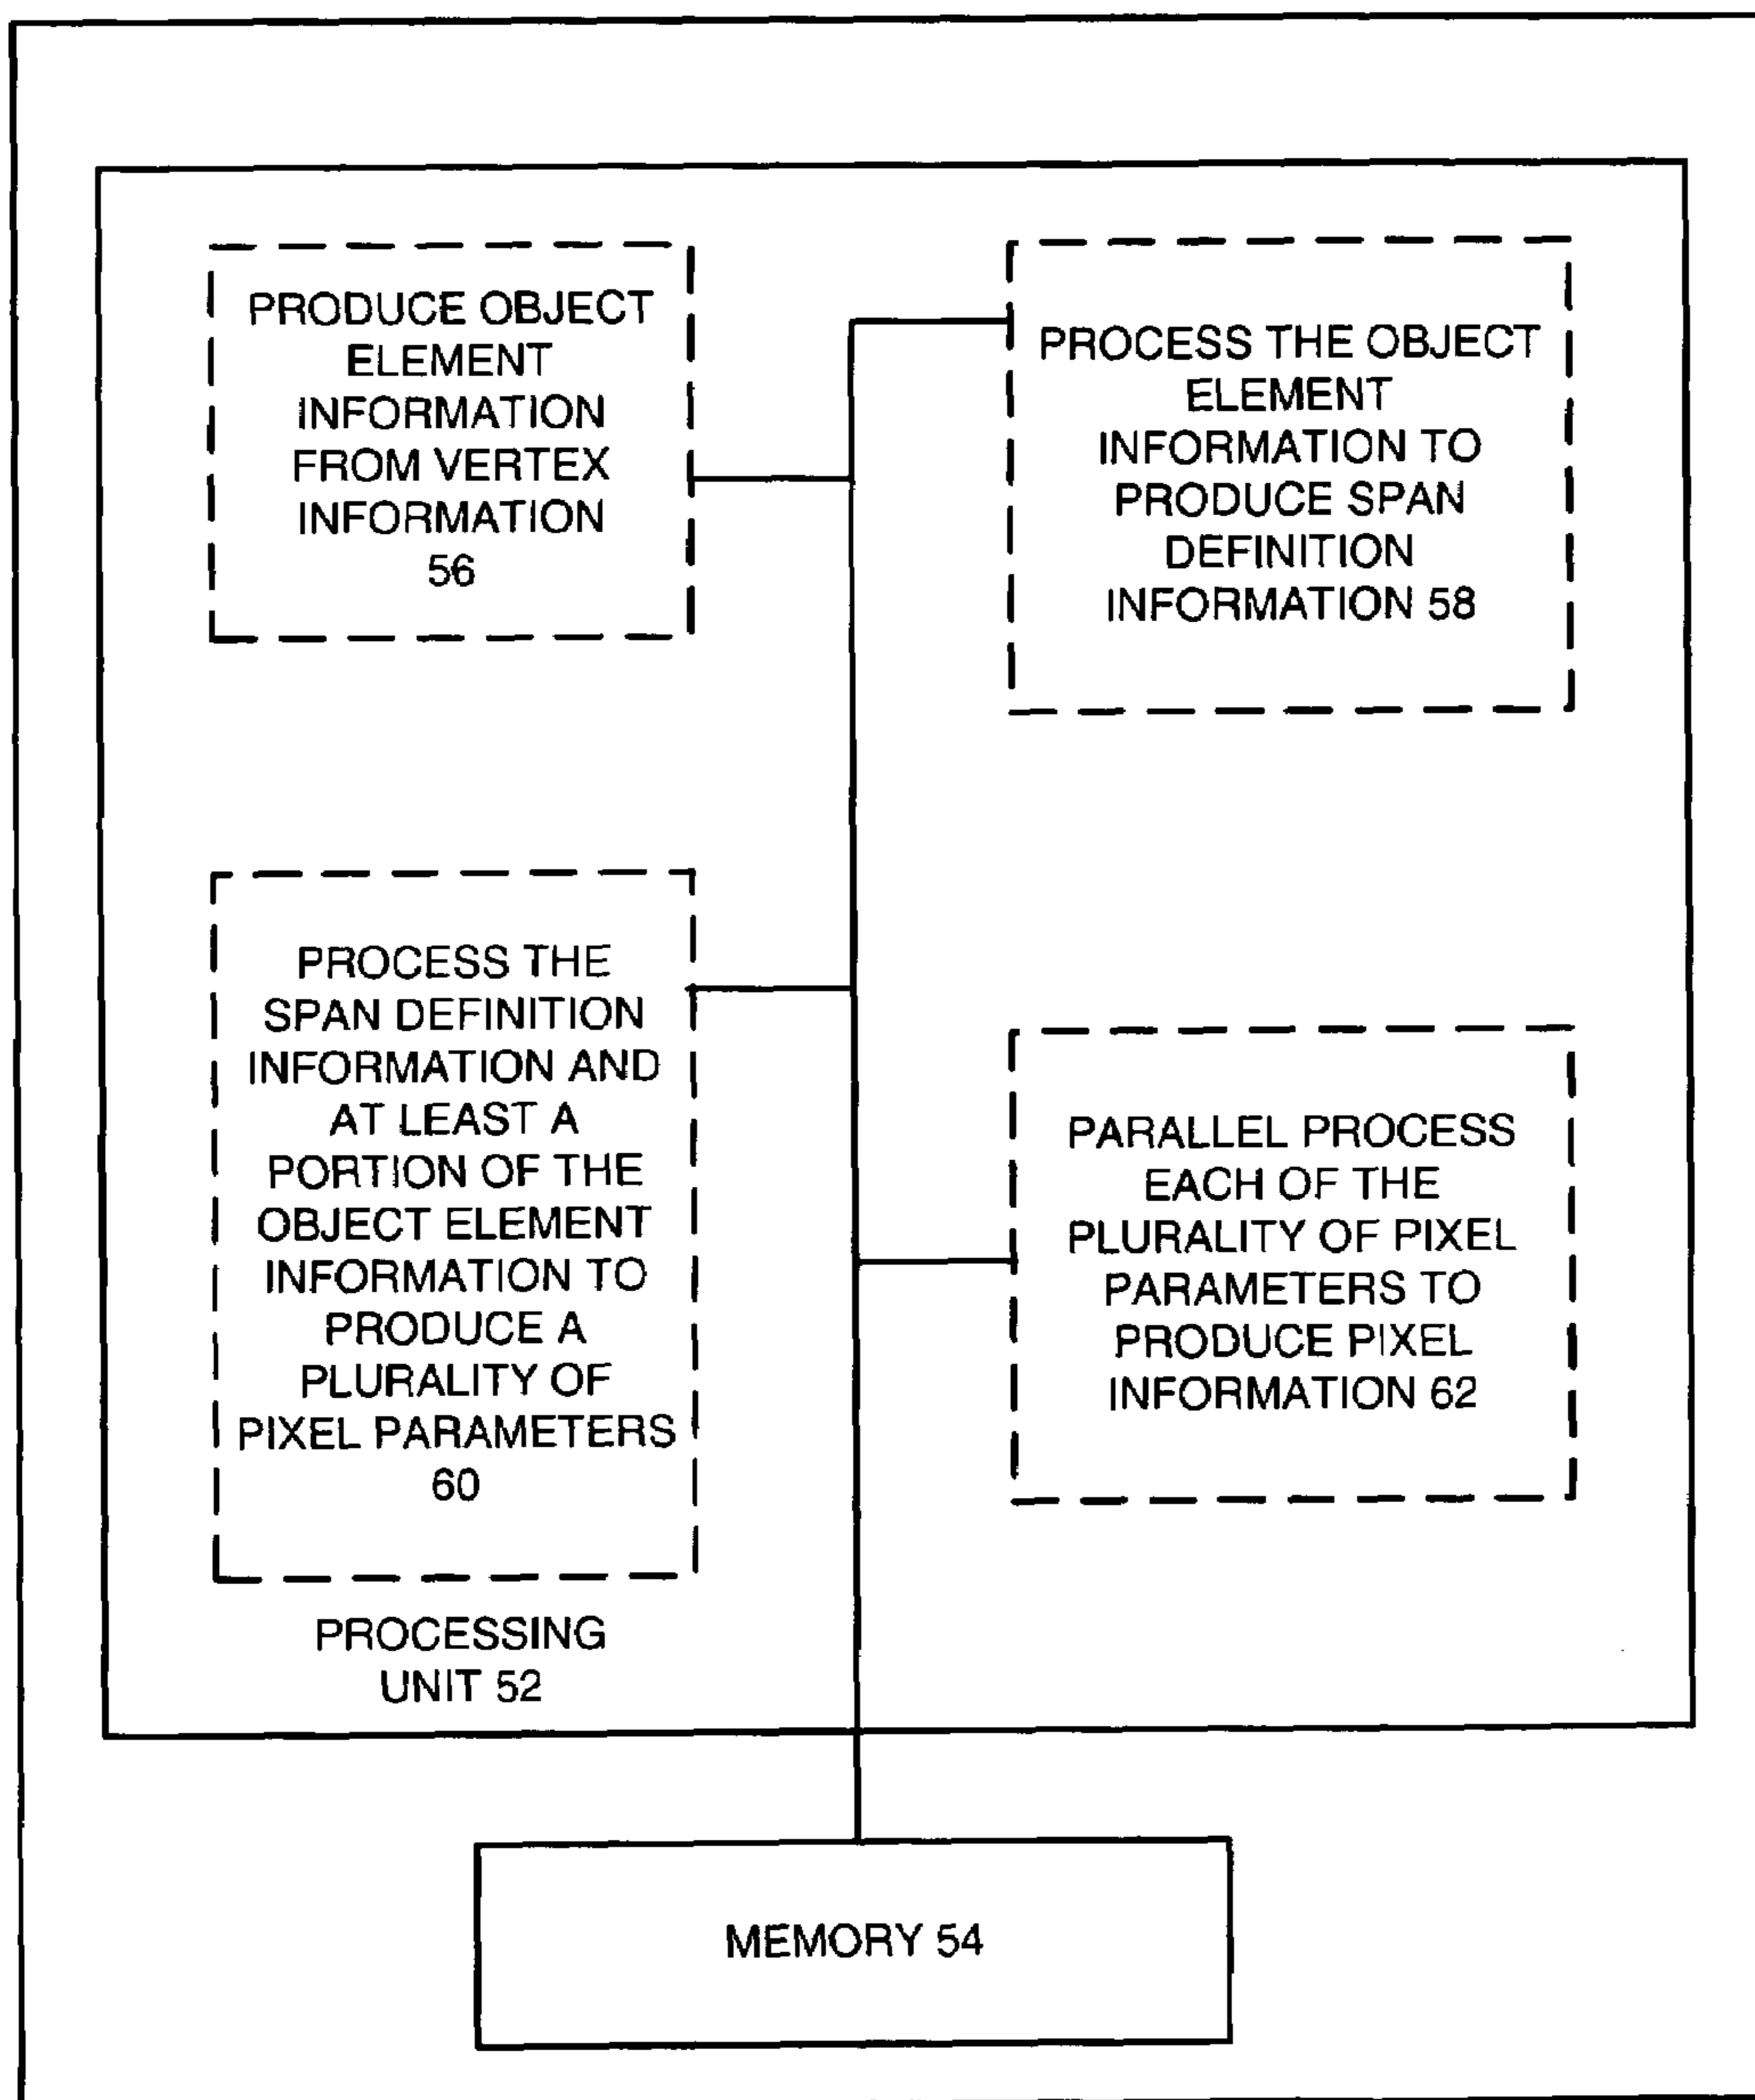 PRODUCE OBJECT
ELEMENT
INFORMATION
FROM VERTEX
INFORMATION
56
PROCESS THE OBJECT
ELEMENT
INFORMATION TO
PRODUCE SPAN
DEFINITION
INFORMATION 58
PROCESS THE
SPAN DEFINITION
INFORMATION AND
AT LEAST A
PORTION OF THE
OBJECT ELEMENT
INFORMATION TO
PRODUCE A
PLURALITY OF
PIXEL PARAMETERS
60
PARALLEL PROCESS
EACH OF THE
PLURALITY OF PIXEL
PARAMETERS TO
PRODUCE PIXEL
INFORMATION 62
PROCESSING
UNIT 52
MEMORY 54